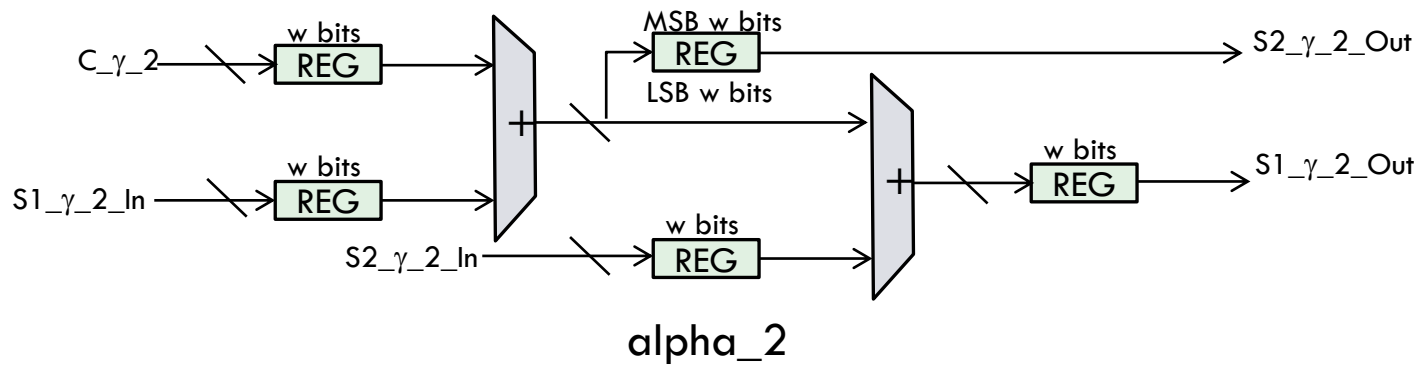 w bits
MSB w bits
C_γ_2
REG
REG
S2_γ_2_Out
LSB w bits
+
w bits
w bits
S1_γ_2_In
REG
+
REG
S1_γ_2_Out
w bits
S2_γ_2_In
REG
alpha_2